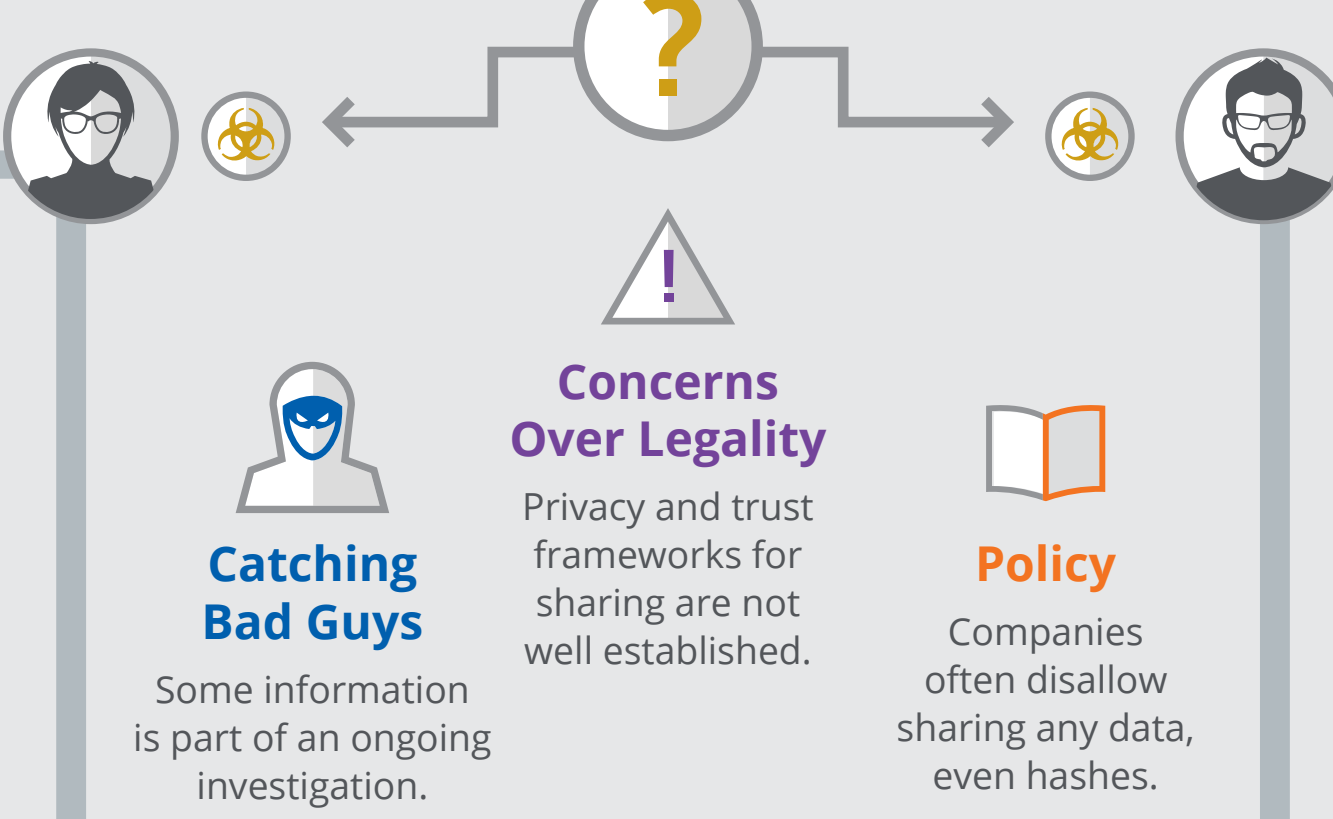 ?
!
Concerns
Over Legality
Privacy and trust
frameworks for
sharing are not
well established.
Catching
Bad Guys
Some information
is part of an ongoing
investigation.
Policy
Companies
often disallow
sharing any data,
even hashes.